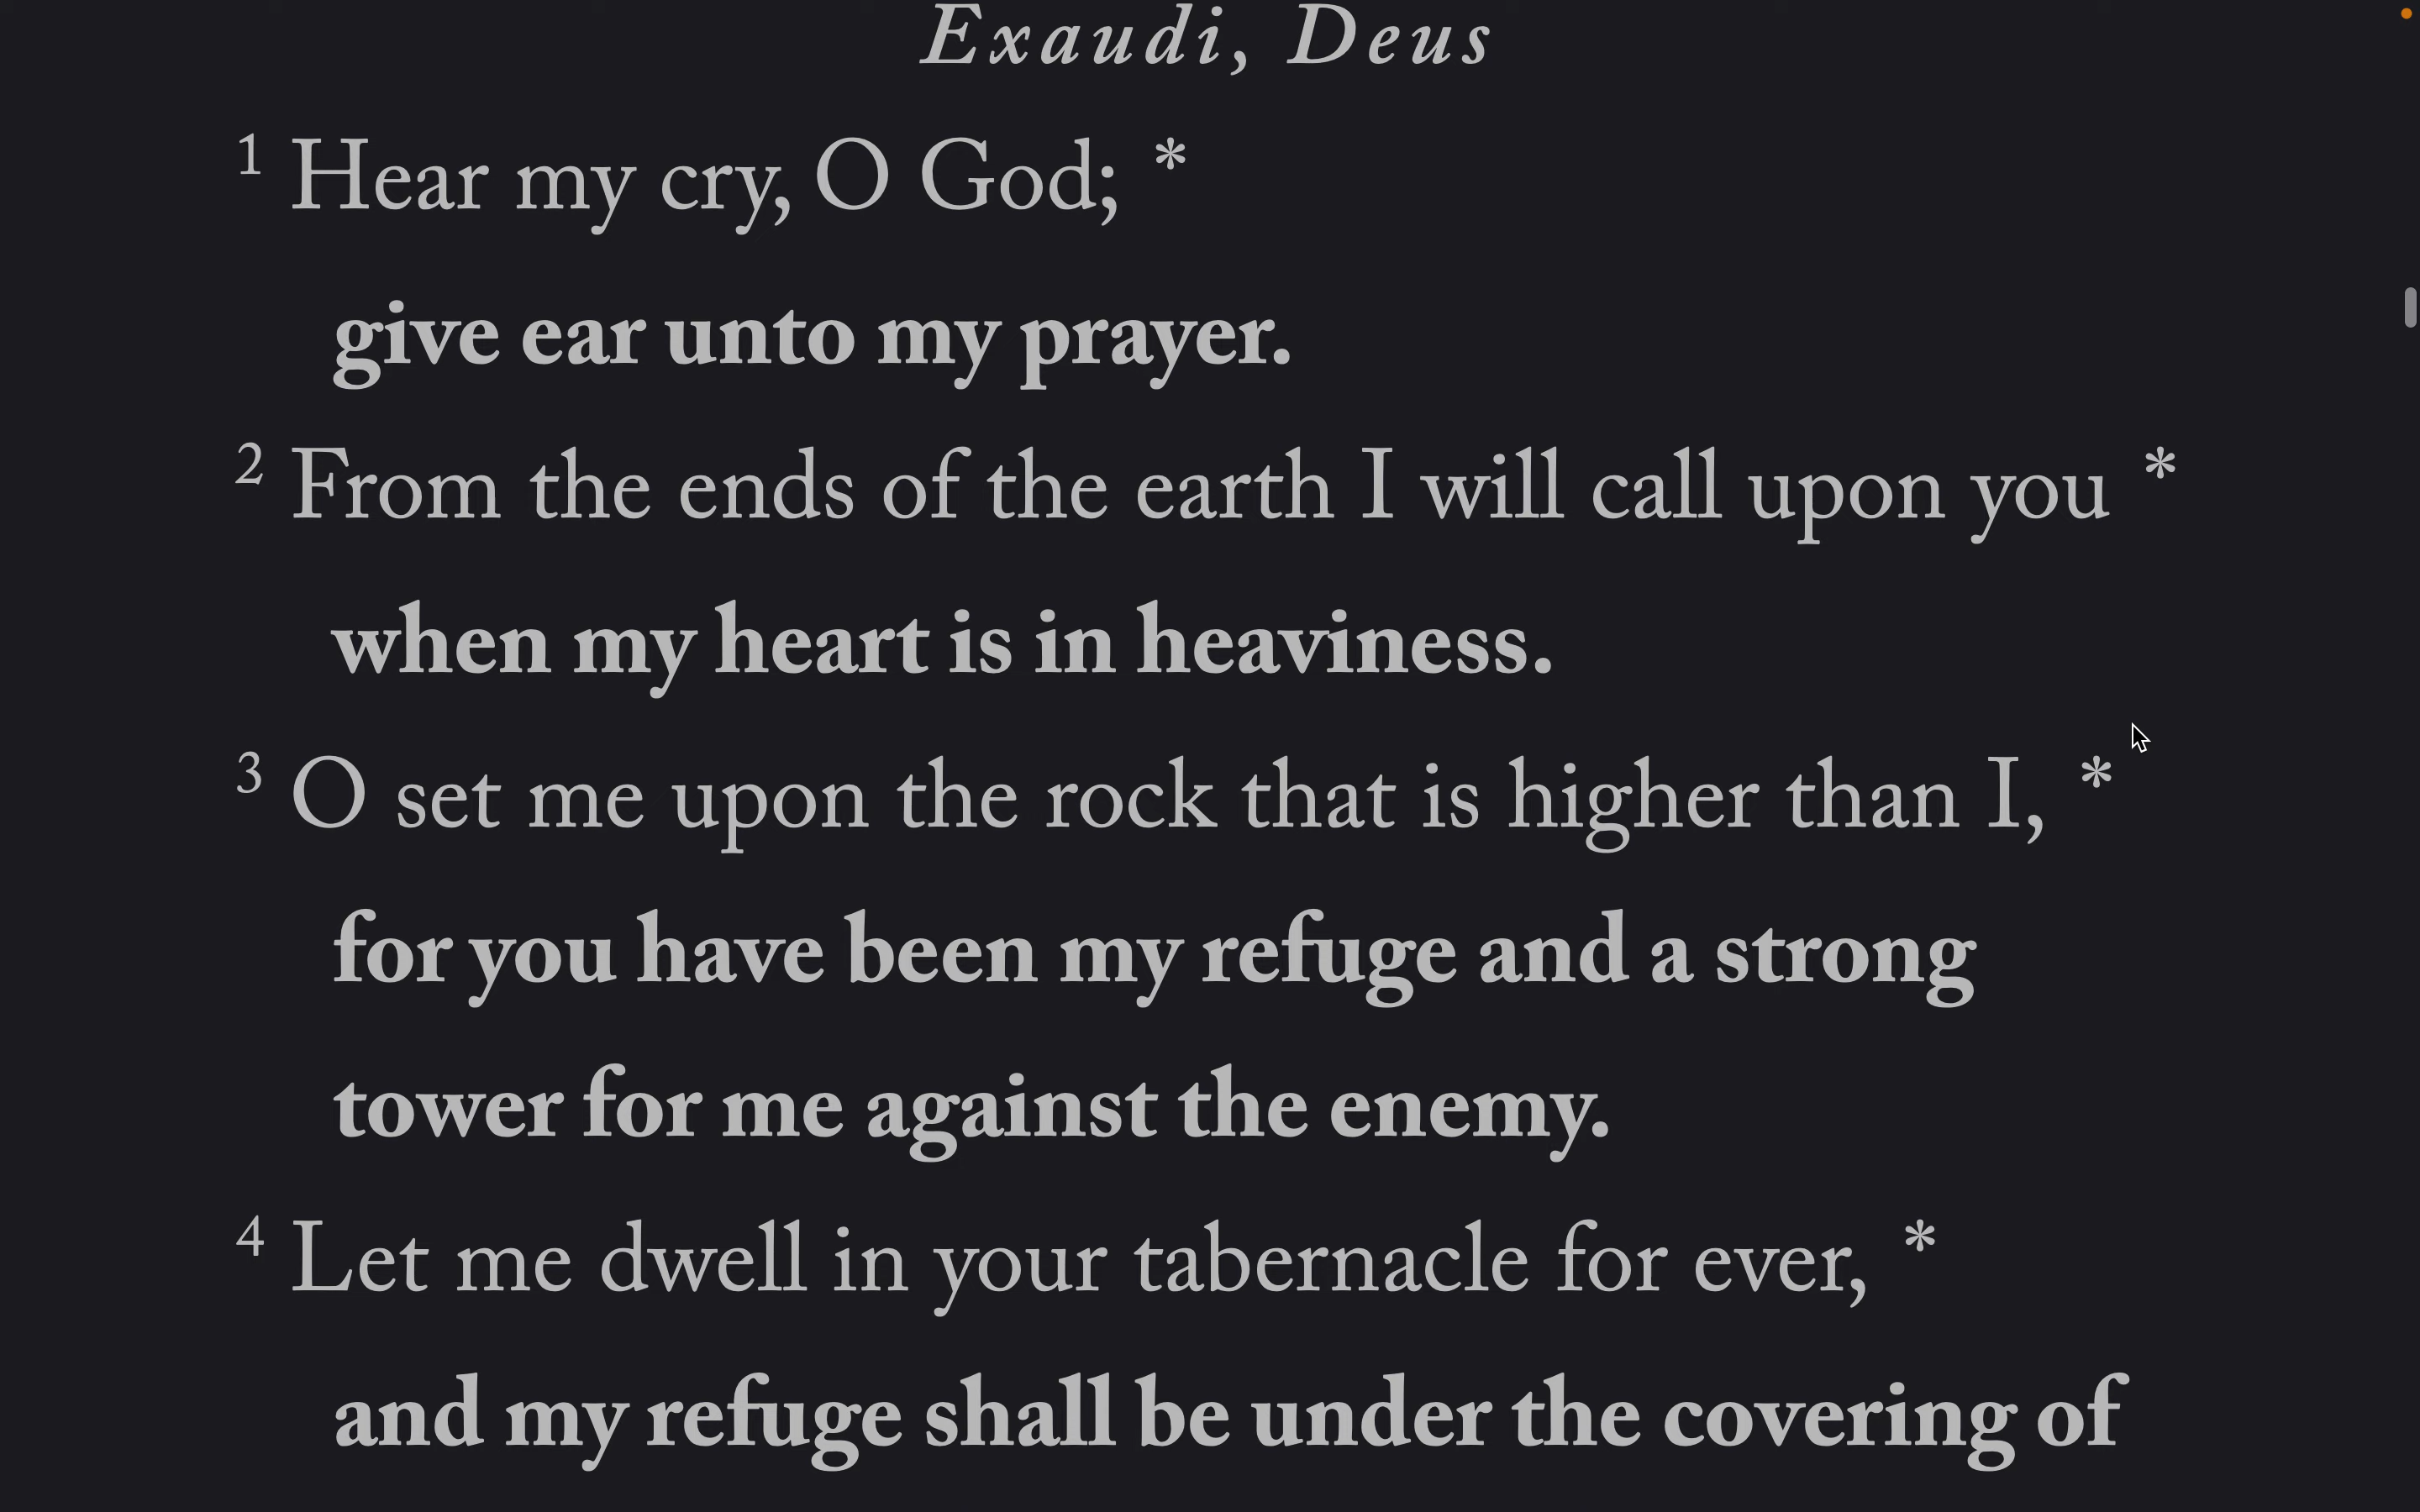 Exaudi, Deus
1 Hear my cry, O God; *
give ear unto my prayer.
2 From the ends of the earth I will call upon you *
when my heart is in heaviness.
3 O set me upon the rock that is higher than I, *
for you have been my refuge and a strong
tower for me against the enemy.
4 Let me dwell in your tabernacle for ever, *
and my refuge shall be under the covering of